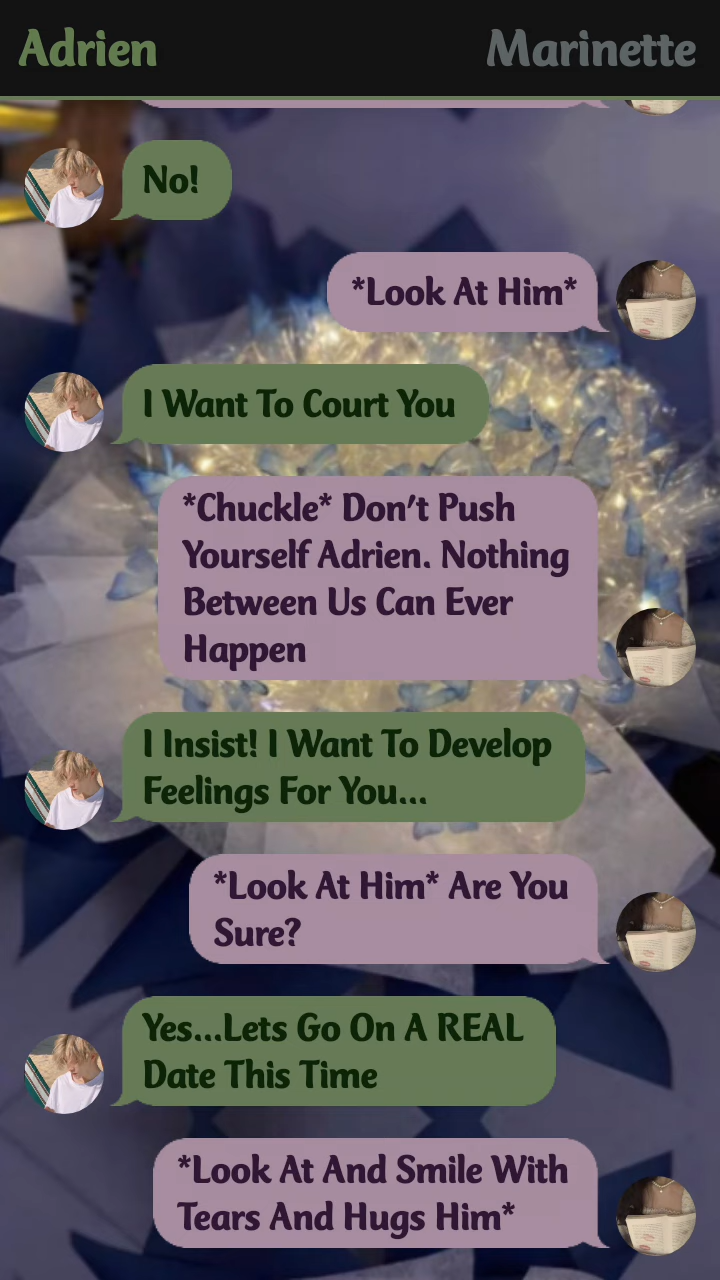 Adrien
Marinette
No!
*Look At Him*
I Want To Court You
*Chuckle* Don't Push
Yourself Adrien. Nothing
Between Us Can Ever
Happen
I Insist! I Want To Develop
Feelings For You...
*Look At Him* Are You
Sure?
Yes...Lets Go On A REAL
Date This Time
*Look At And Smile With
Tears And Hugs Him*